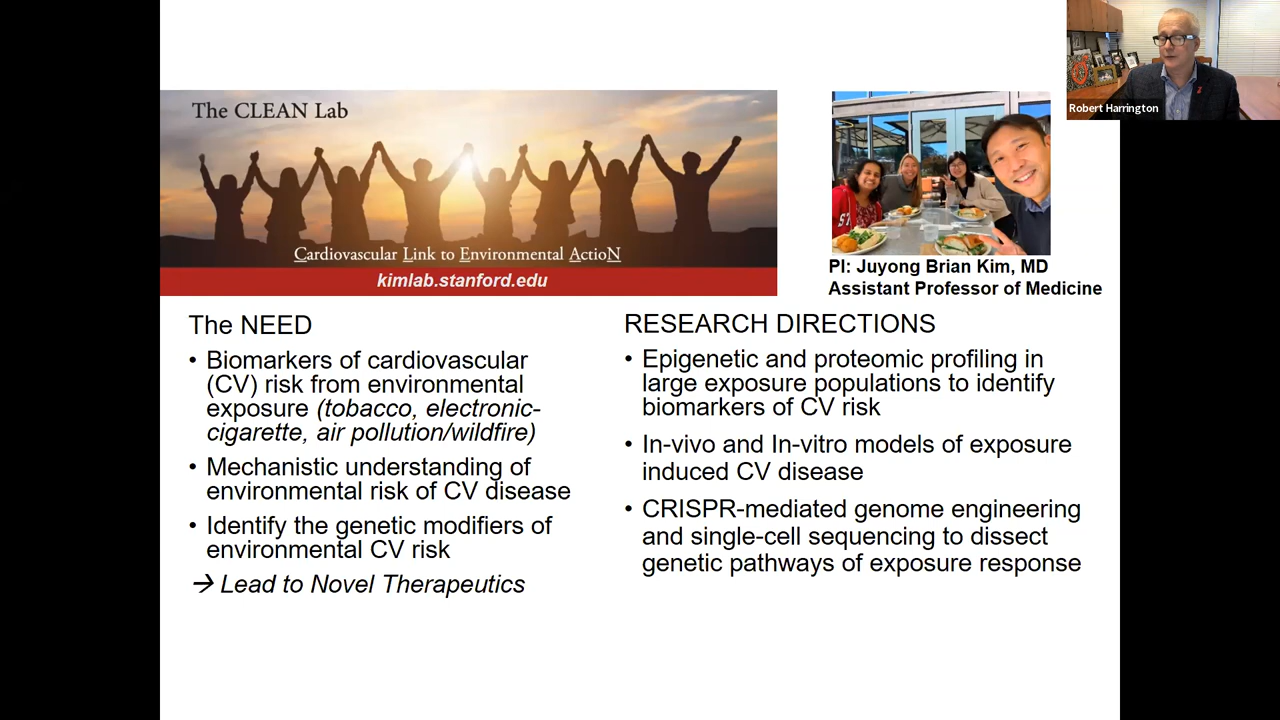 Robert Harrington
The CLEAN Lab
Cardiovascular Link to Environmental ActioN
kimlab.stanford.edu
PI: Juyong Brian Kim, MD
Assistant Professor of Medicine
The NEED
• Biomarkers of cardiovascular
(CV) risk from environmental
exposure (tobacco, electronic-
cigarette, air pollution/wildfire)
• Mechanistic understanding of
environmental risk of CV disease
• Identify the genetic modifiers of
environmental CV risk
→ Lead to Novel Therapeutics
RESEARCH DIRECTIONS
• Epigenetic and proteomic profiling in
large exposure populations to identify
biomarkers of CV risk
• In-vivo and In-vitro models of exposure
induced CV disease
• CRISPR-mediated genome engineering
and single-cell sequencing to dissect
genetic pathways of exposure response